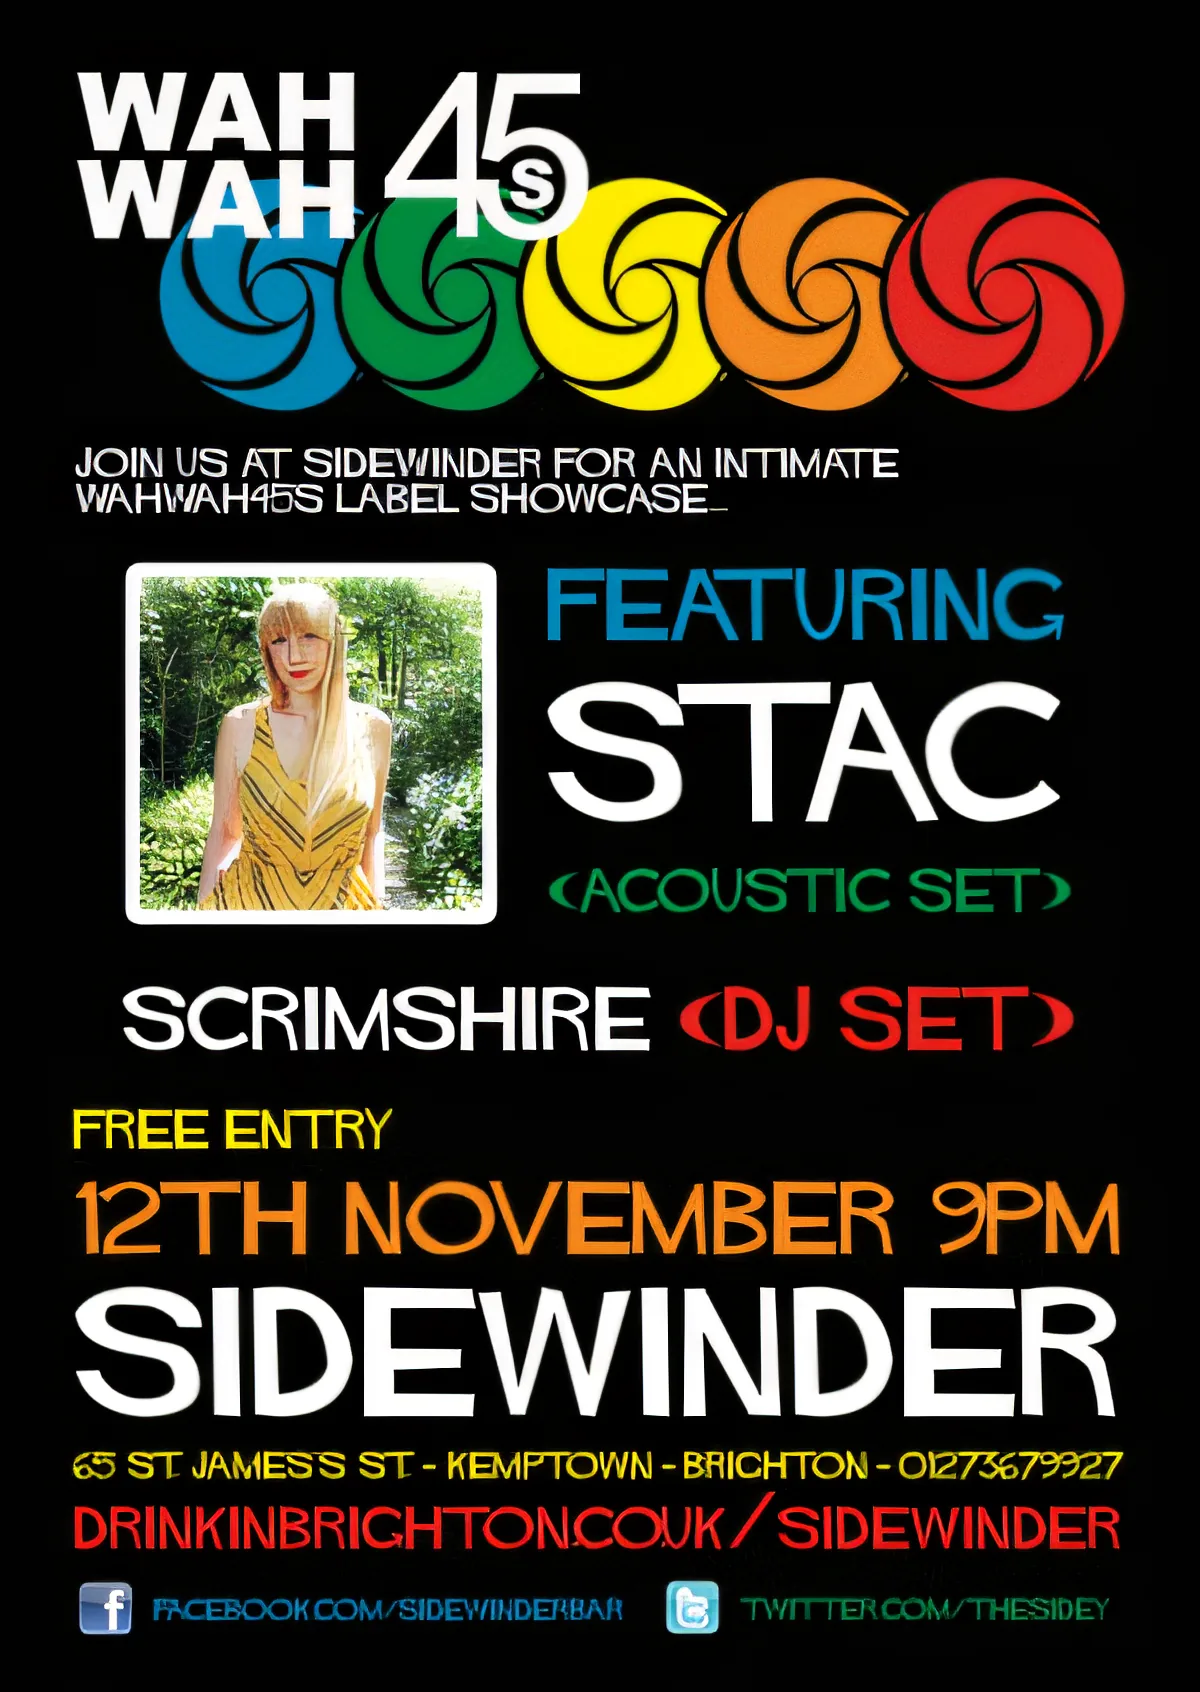 WAH
WAH 45s
JOIN US AT SIDEWINDER FOR AN INTIMATE
WAHWAH45S LABEL SHOWCASE...
FEATURING
STAC
(ACOUSTIC SET)
SCRIMSHIRE (DJ SET)
FREE ENTRY
12TH NOVEMBER 9PM
SIDEWINDER
65 ST JAMES'S ST - KEMPTOWN - BRIGHTON - 01273679927
DRINKINBRIGHTON.CO.UK/SIDEWINDER
f FACEBOOK.COM/SIDEWINDERBAR
t TWITTER.COM/THESIDEY